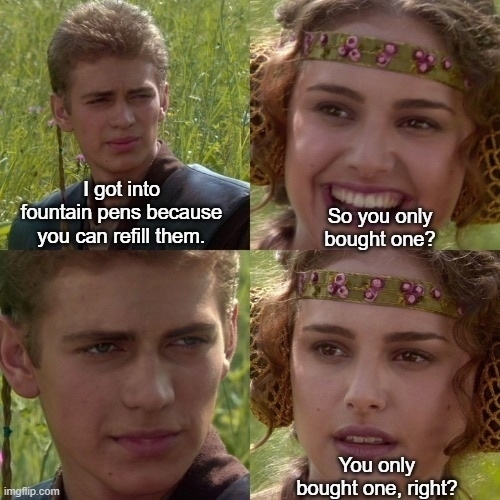 I got into
fountain pens because
you can refill them.
So you only
bought one?
You only
bought one, right?
imgflip.com